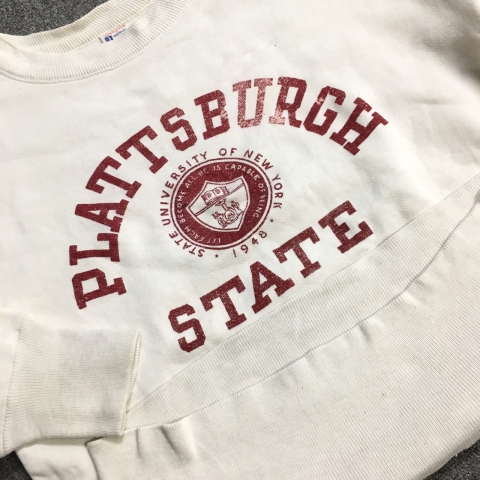 PLATTSBURGH
STATE UNIVERSITY OF NEW YORK
LET EACH BECOME ALL HE IS CAPABLE OF BEING
· 1948 ·
STATE